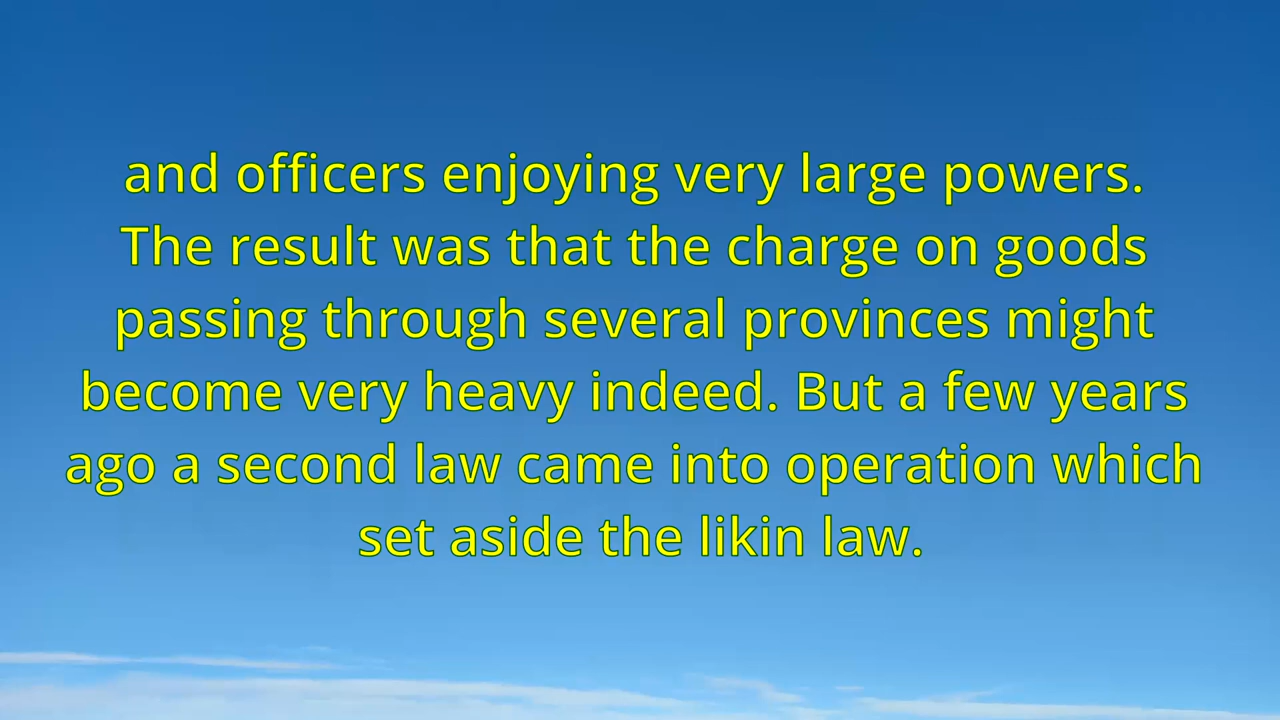 and officers enjoying very large powers.
The result was that the charge on goods
passing through several provinces might
become very heavy indeed. But a few years
ago a second law came into operation which
set aside the likin law.